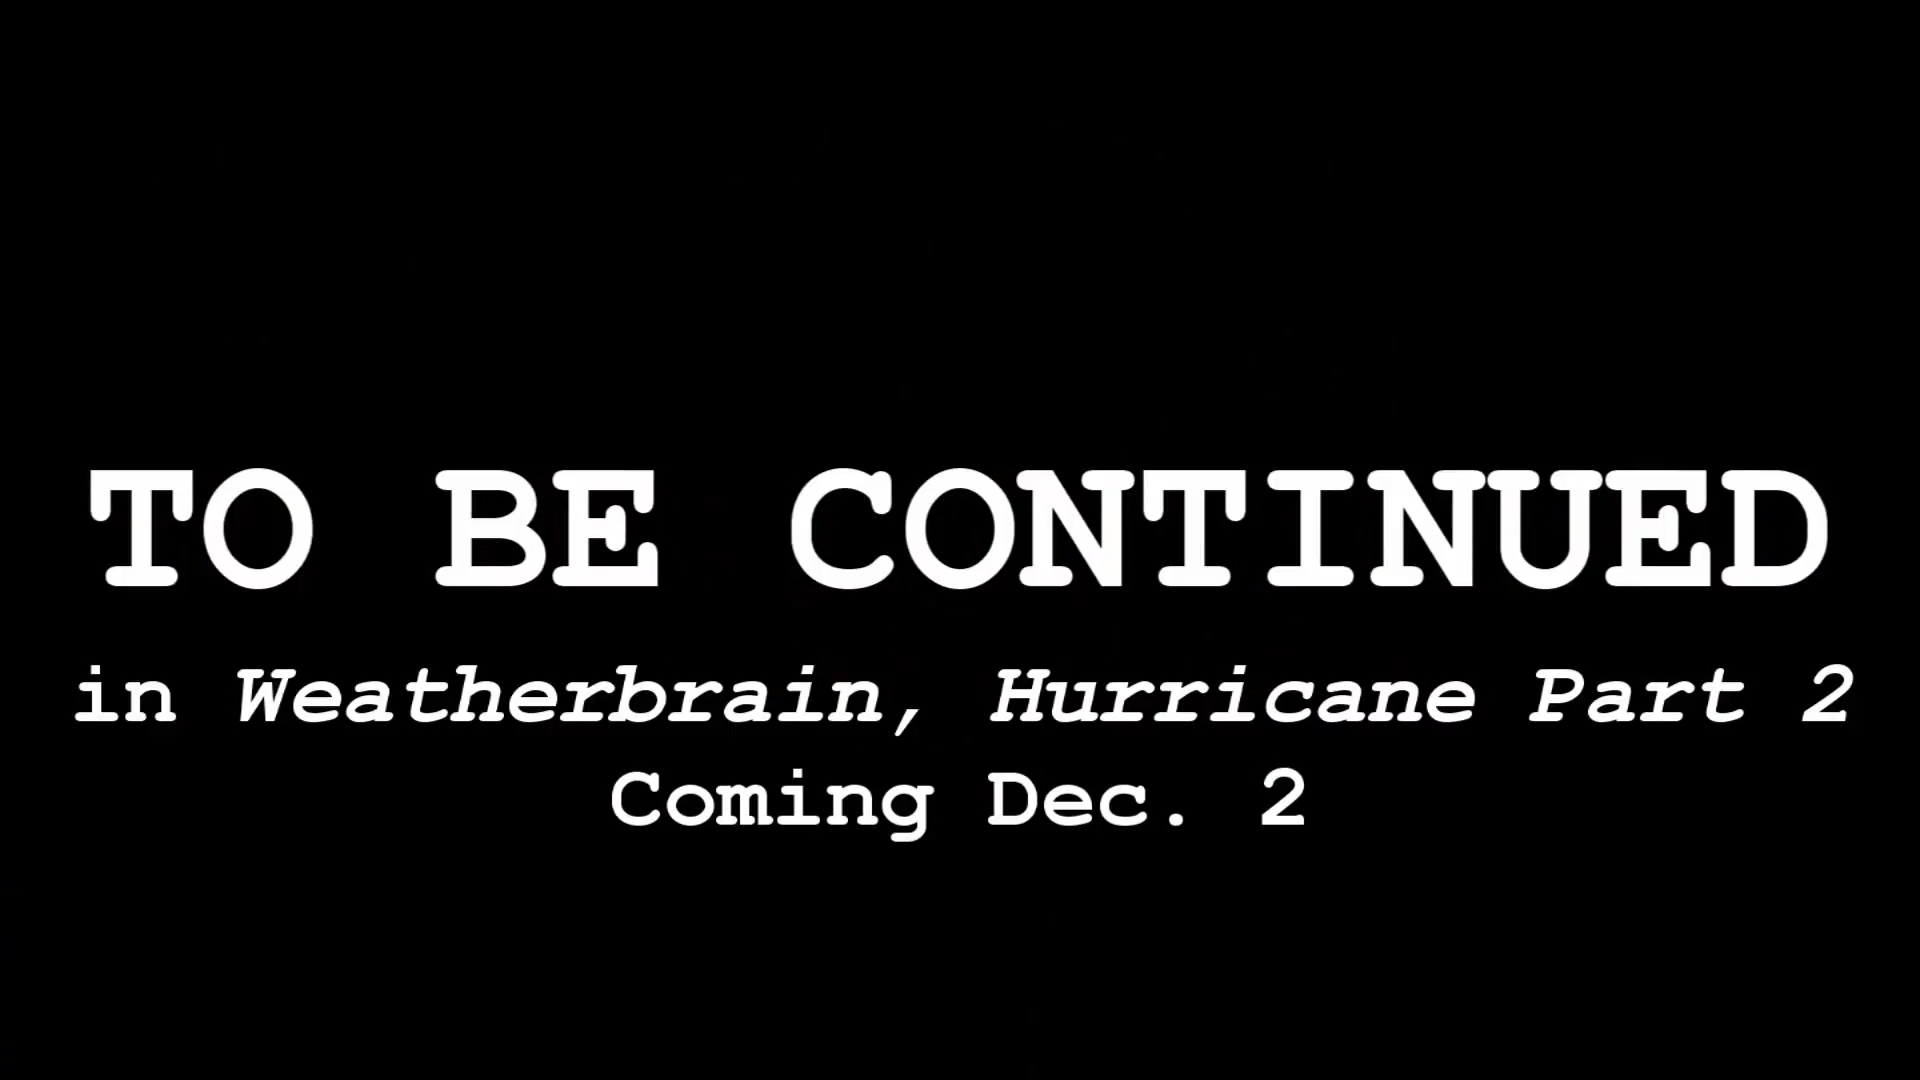 TO BE CONTINUED
in Weatherbrain, Hurricane Part 2
Coming Dec. 2